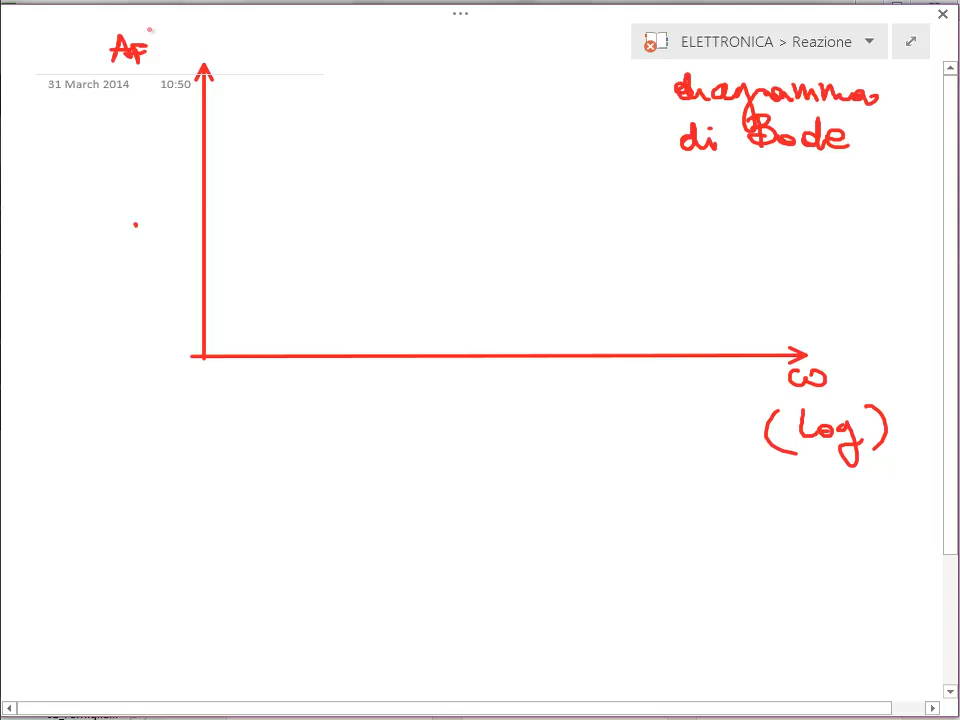 AF
ELETTRONICA > Reazione
31 March 2014 10:50
diagramma
di Bode
ω
(Log)